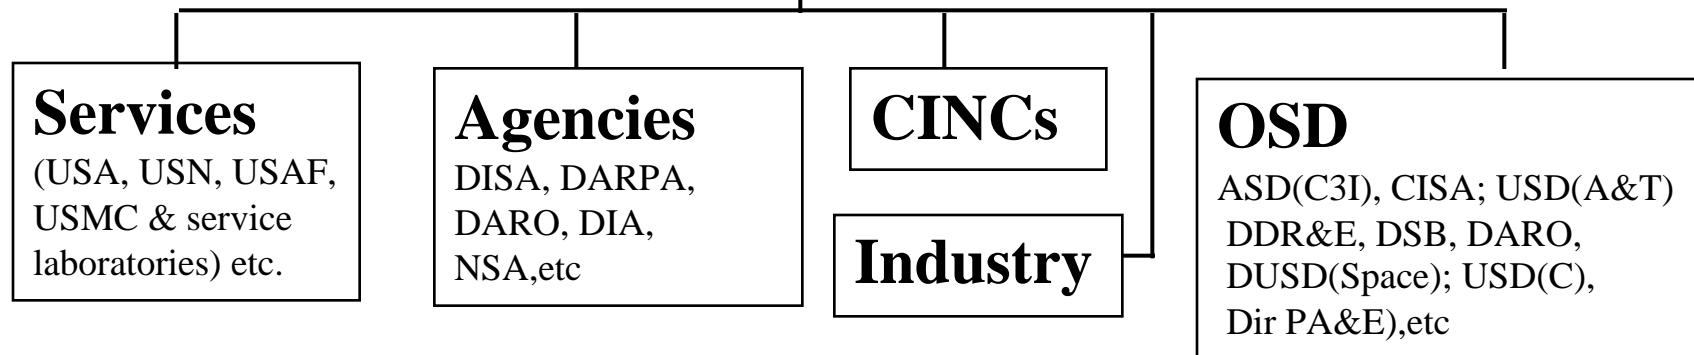 Services
(USA, USN, USAF,
USMC & service
laboratories) etc.
Agencies
DISA, DARPA,
DARO, DIA,
NSA,etc
CINCs
Industry
OSD
ASD(C3I), CISA; USD(A&T)
DDR&E, DSB, DARO,
DUSD(Space); USD(C),
Dir PA&E),etc